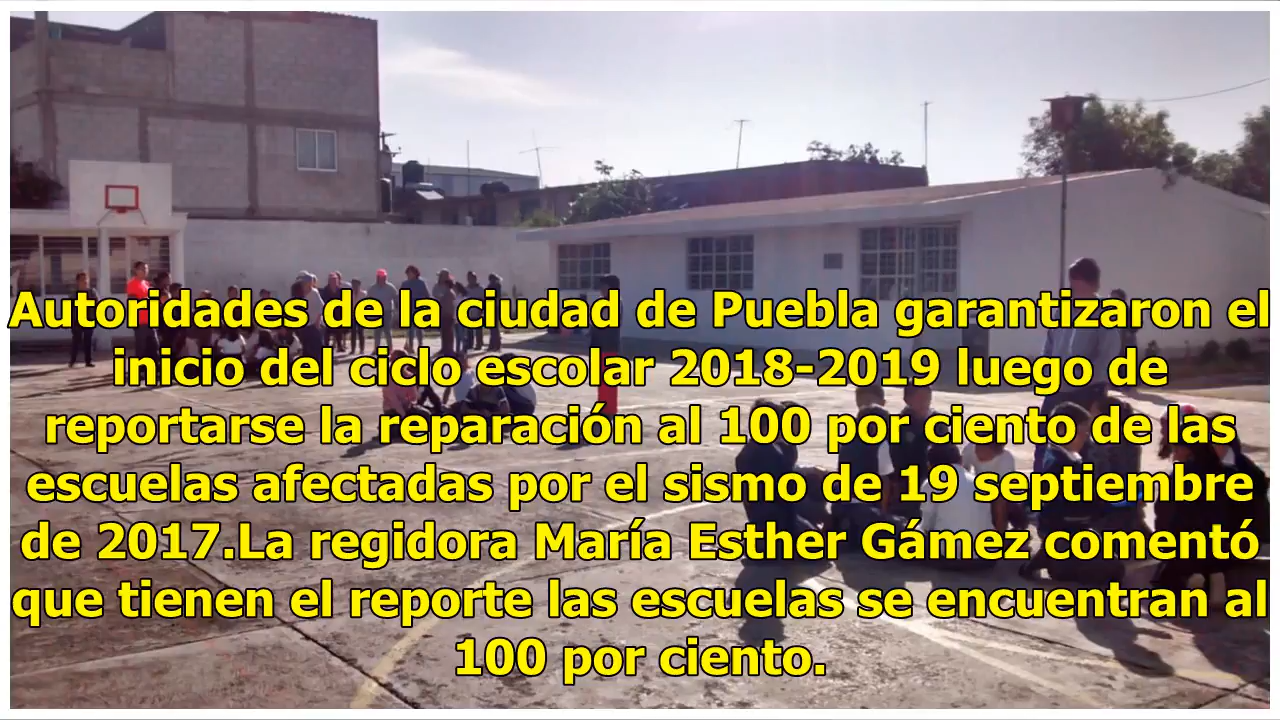 Autoridades de la ciudad de Puebla garantizaron el
inicio del ciclo escolar 2018-2019 luego de
reportarse la reparación al 100 por ciento de las
escuelas afectadas por el sismo de 19 septiembre
de 2017.La regidora María Esther Gámez comentó
que tienen el reporte las escuelas se encuentran al
100 por ciento.